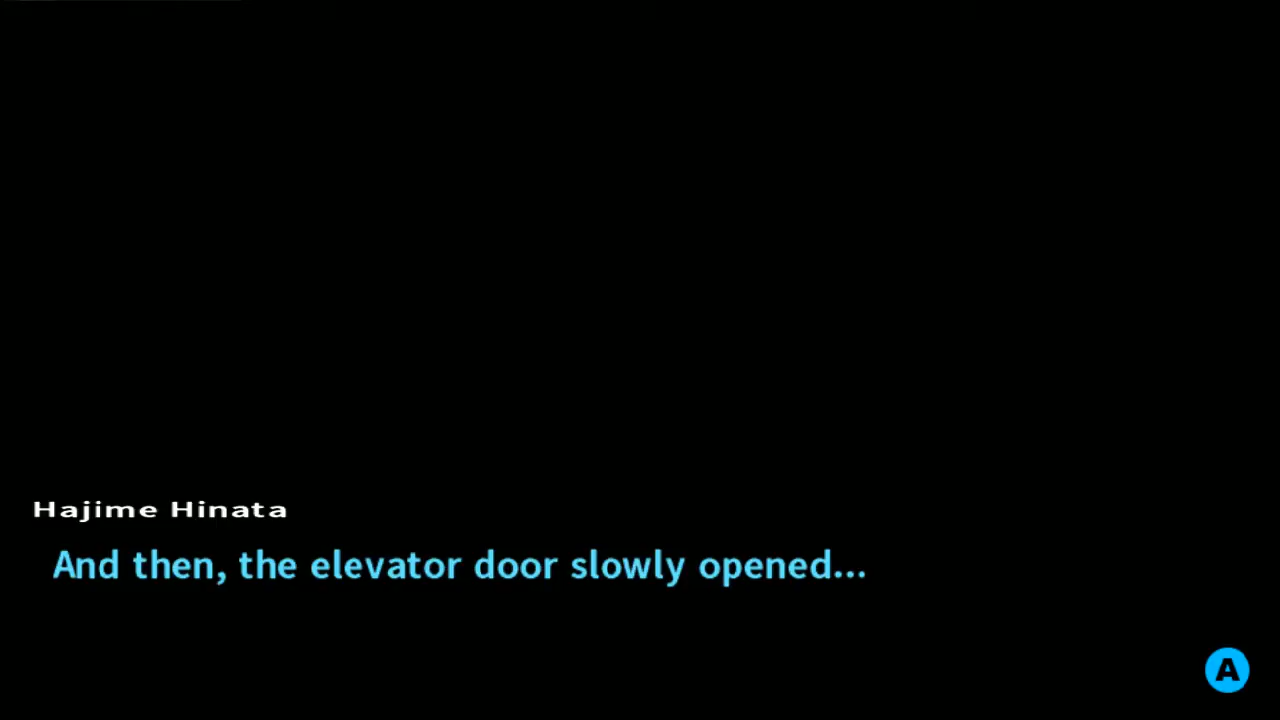 Hajime Hinata
And then, the elevator door slowly opened...
A